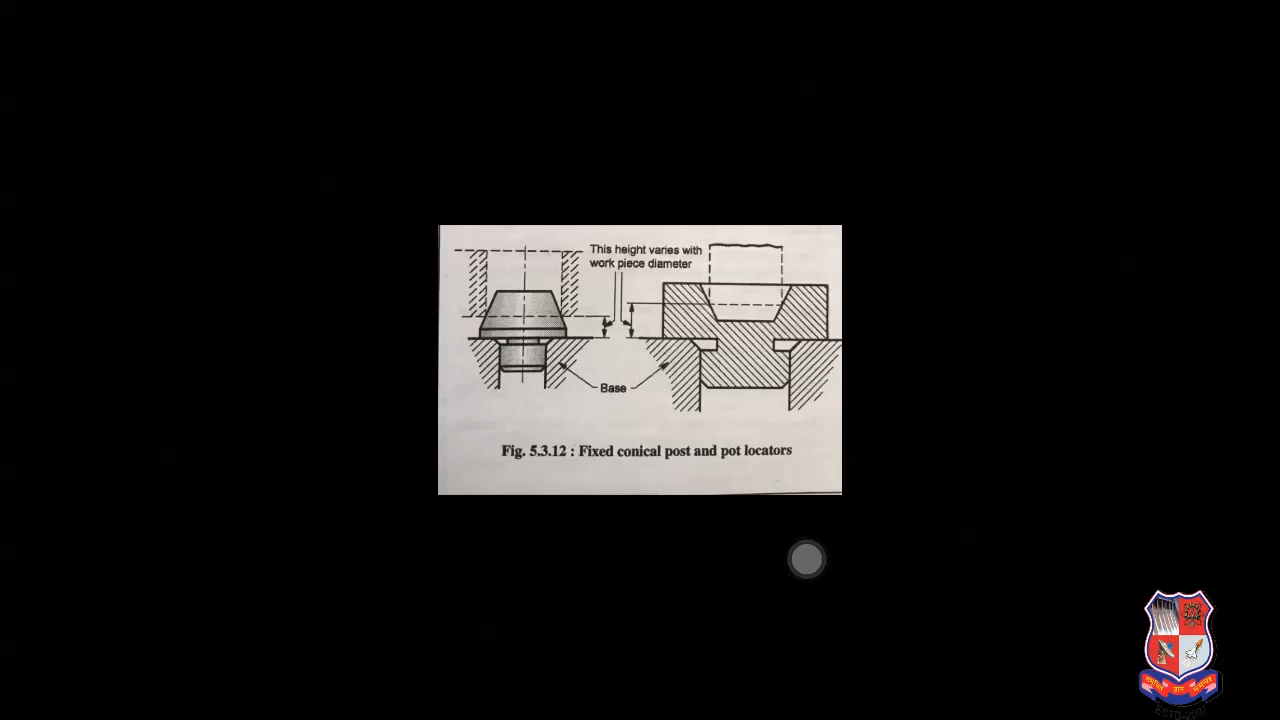 This height varies with
work piece diameter
Base
Fig. 5.3.12 : Fixed conical post and pot locators